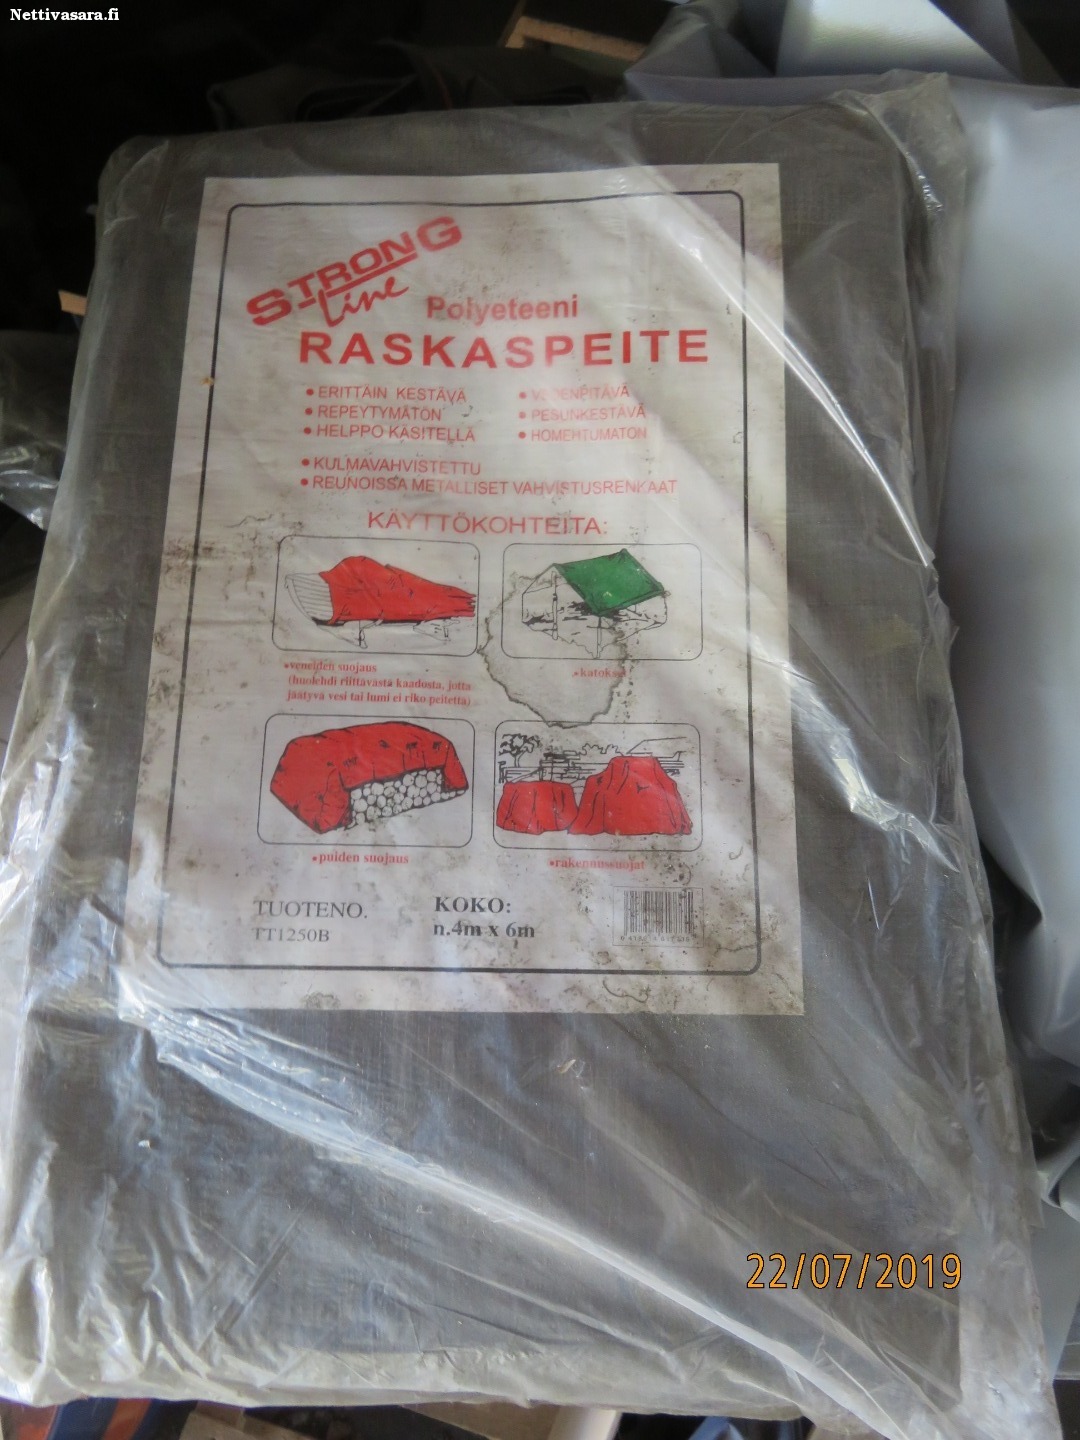 Nettivasara.fi
STRONG
Line
Polyeteeni
RASKASPEITE
• ERITTÄIN KESTÄVÄ
• REPEYTYMÄTÖN
• HELPPO KÄSITELLÄ
• VEDENPITÄVÄ
• PESUNKESTÄVÄ
• HOMEHTUMATON
• KULMAVAHVISTETTU
• REUNOISSA METALLISET VAHVISTUSRENKAAT
KÄYTTÖKOHTEITA:
•veneiden suojaus
(huolehdi riittävästä kaadosta, jotta
jäätyvä vesi tai lumi ei riko peitettä)
•puiden suojaus
•rakennussuojat
TUOTENO.
TT1250B
KOKO:
n.4m x 6m
22/07/2019